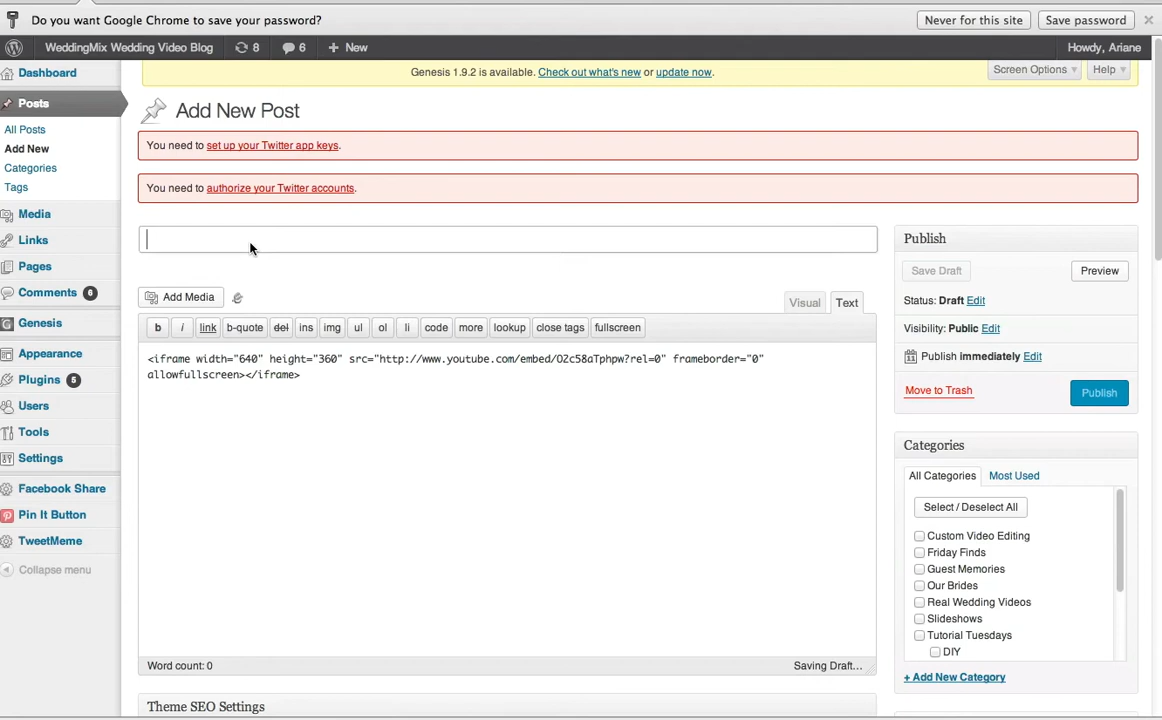 Do you want Google Chrome to save your password?
Never for this site
Save password
WeddingMix Wedding Video Blog
8
6
+ New
Howdy, Ariane
Dashboard
Posts
All Posts
Add New
Categories
Tags
Media
Links
Pages
Comments 6
Genesis
Appearance
Plugins 5
Users
Tools
Settings
Facebook Share
Pin It Button
TweetMeme
Collapse menu
Genesis 1.9.2 is available. Check out what's new or update now.
Screen Options
Help
Add New Post
You need to set up your Twitter app keys.
You need to authorize your Twitter accounts.
Add Media
Visual
Text
b
i
link
b-quote
del
ins
img
ul
ol
li
code
more
lookup
close tags
fullscreen
<iframe width="640" height="360" src="http://www.youtube.com/embed/O2c58aTphpw?rel=0" frameborder="0"
allowfullscreen></iframe>
Word count: 0
Saving Draft...
Theme SEO Settings
Publish
Save Draft
Preview
Status: Draft Edit
Visibility: Public Edit
Publish immediately Edit
Move to Trash
Publish
Categories
All Categories
Most Used
Select / Deselect All
Custom Video Editing
Friday Finds
Guest Memories
Our Brides
Real Wedding Videos
Slideshows
Tutorial Tuesdays
DIY
+ Add New Category